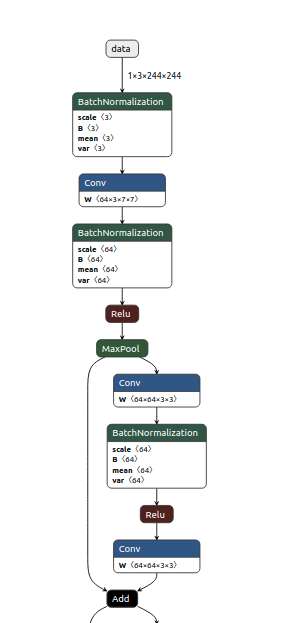 data
1×3×244×244
BatchNormalization
scale ⟨3⟩
B ⟨3⟩
mean ⟨3⟩
var ⟨3⟩
Conv
W ⟨64×3×7×7⟩
BatchNormalization
scale ⟨64⟩
B ⟨64⟩
mean ⟨64⟩
var ⟨64⟩
Relu
MaxPool
Conv
W ⟨64×64×3×3⟩
BatchNormalization
scale ⟨64⟩
B ⟨64⟩
mean ⟨64⟩
var ⟨64⟩
Relu
Conv
W ⟨64×64×3×3⟩
Add